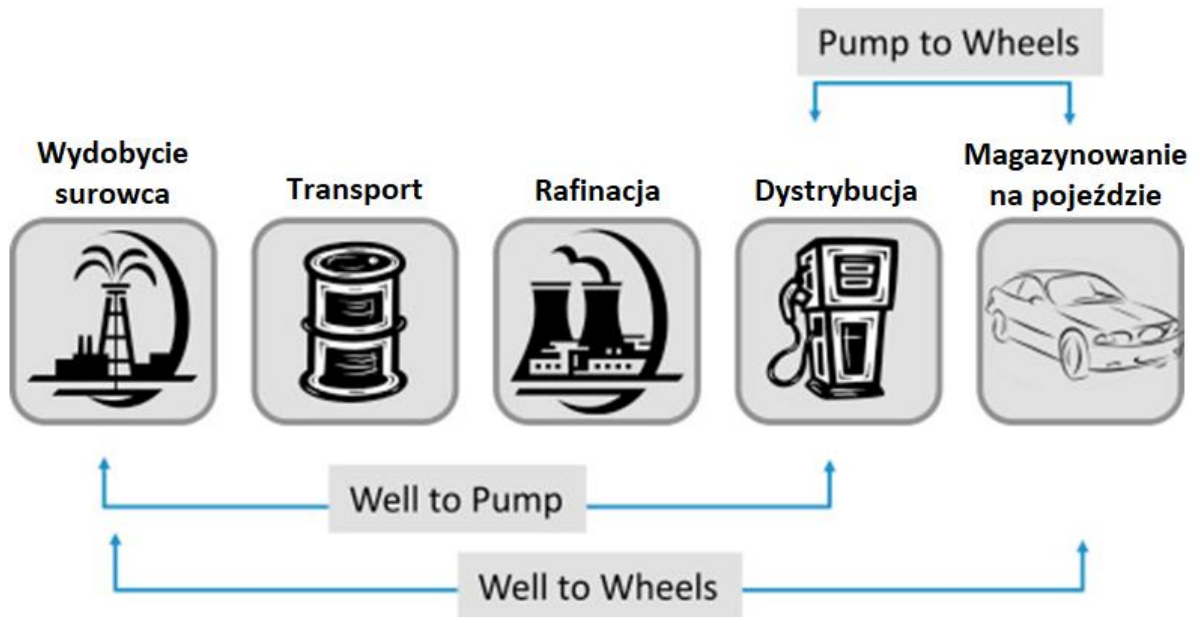 Pump to Wheels
Wydobycie
surowca
Transport
Rafinacja
Dystrybucja
Magazynowanie
na pojeździe
Well to Pump
Well to Wheels